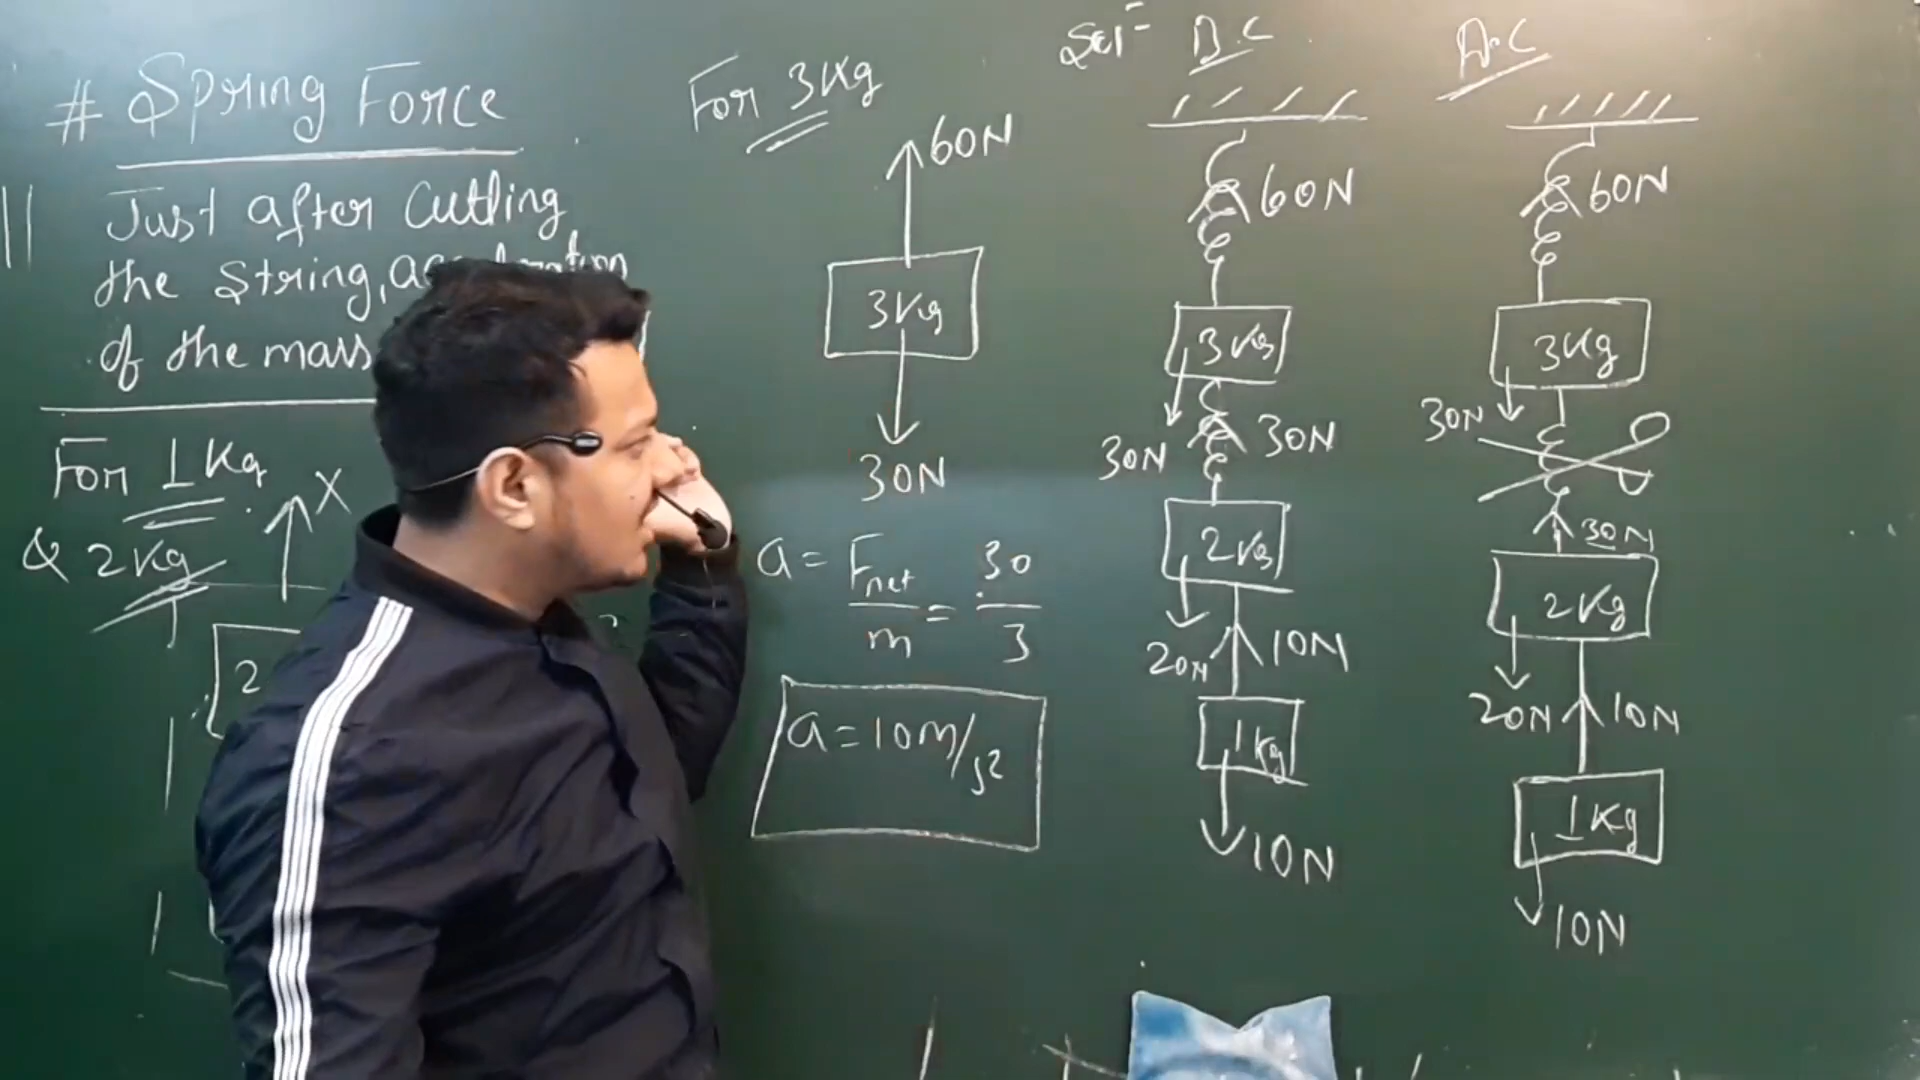 # Spring Force
Just after Cutting
the String,
of the mass
For 1Kg
& 2Kg
X
2
For 3Kg
60N
3Kg
30N
a = Fnet/m = 30/3
a = 10m/s²
B.C
60N
3Kg
30N 30N
2Kg
20N 10N
1Kg
10N
A.C
60N
3Kg
30N
30N
2Kg
20N 10N
1Kg
10N